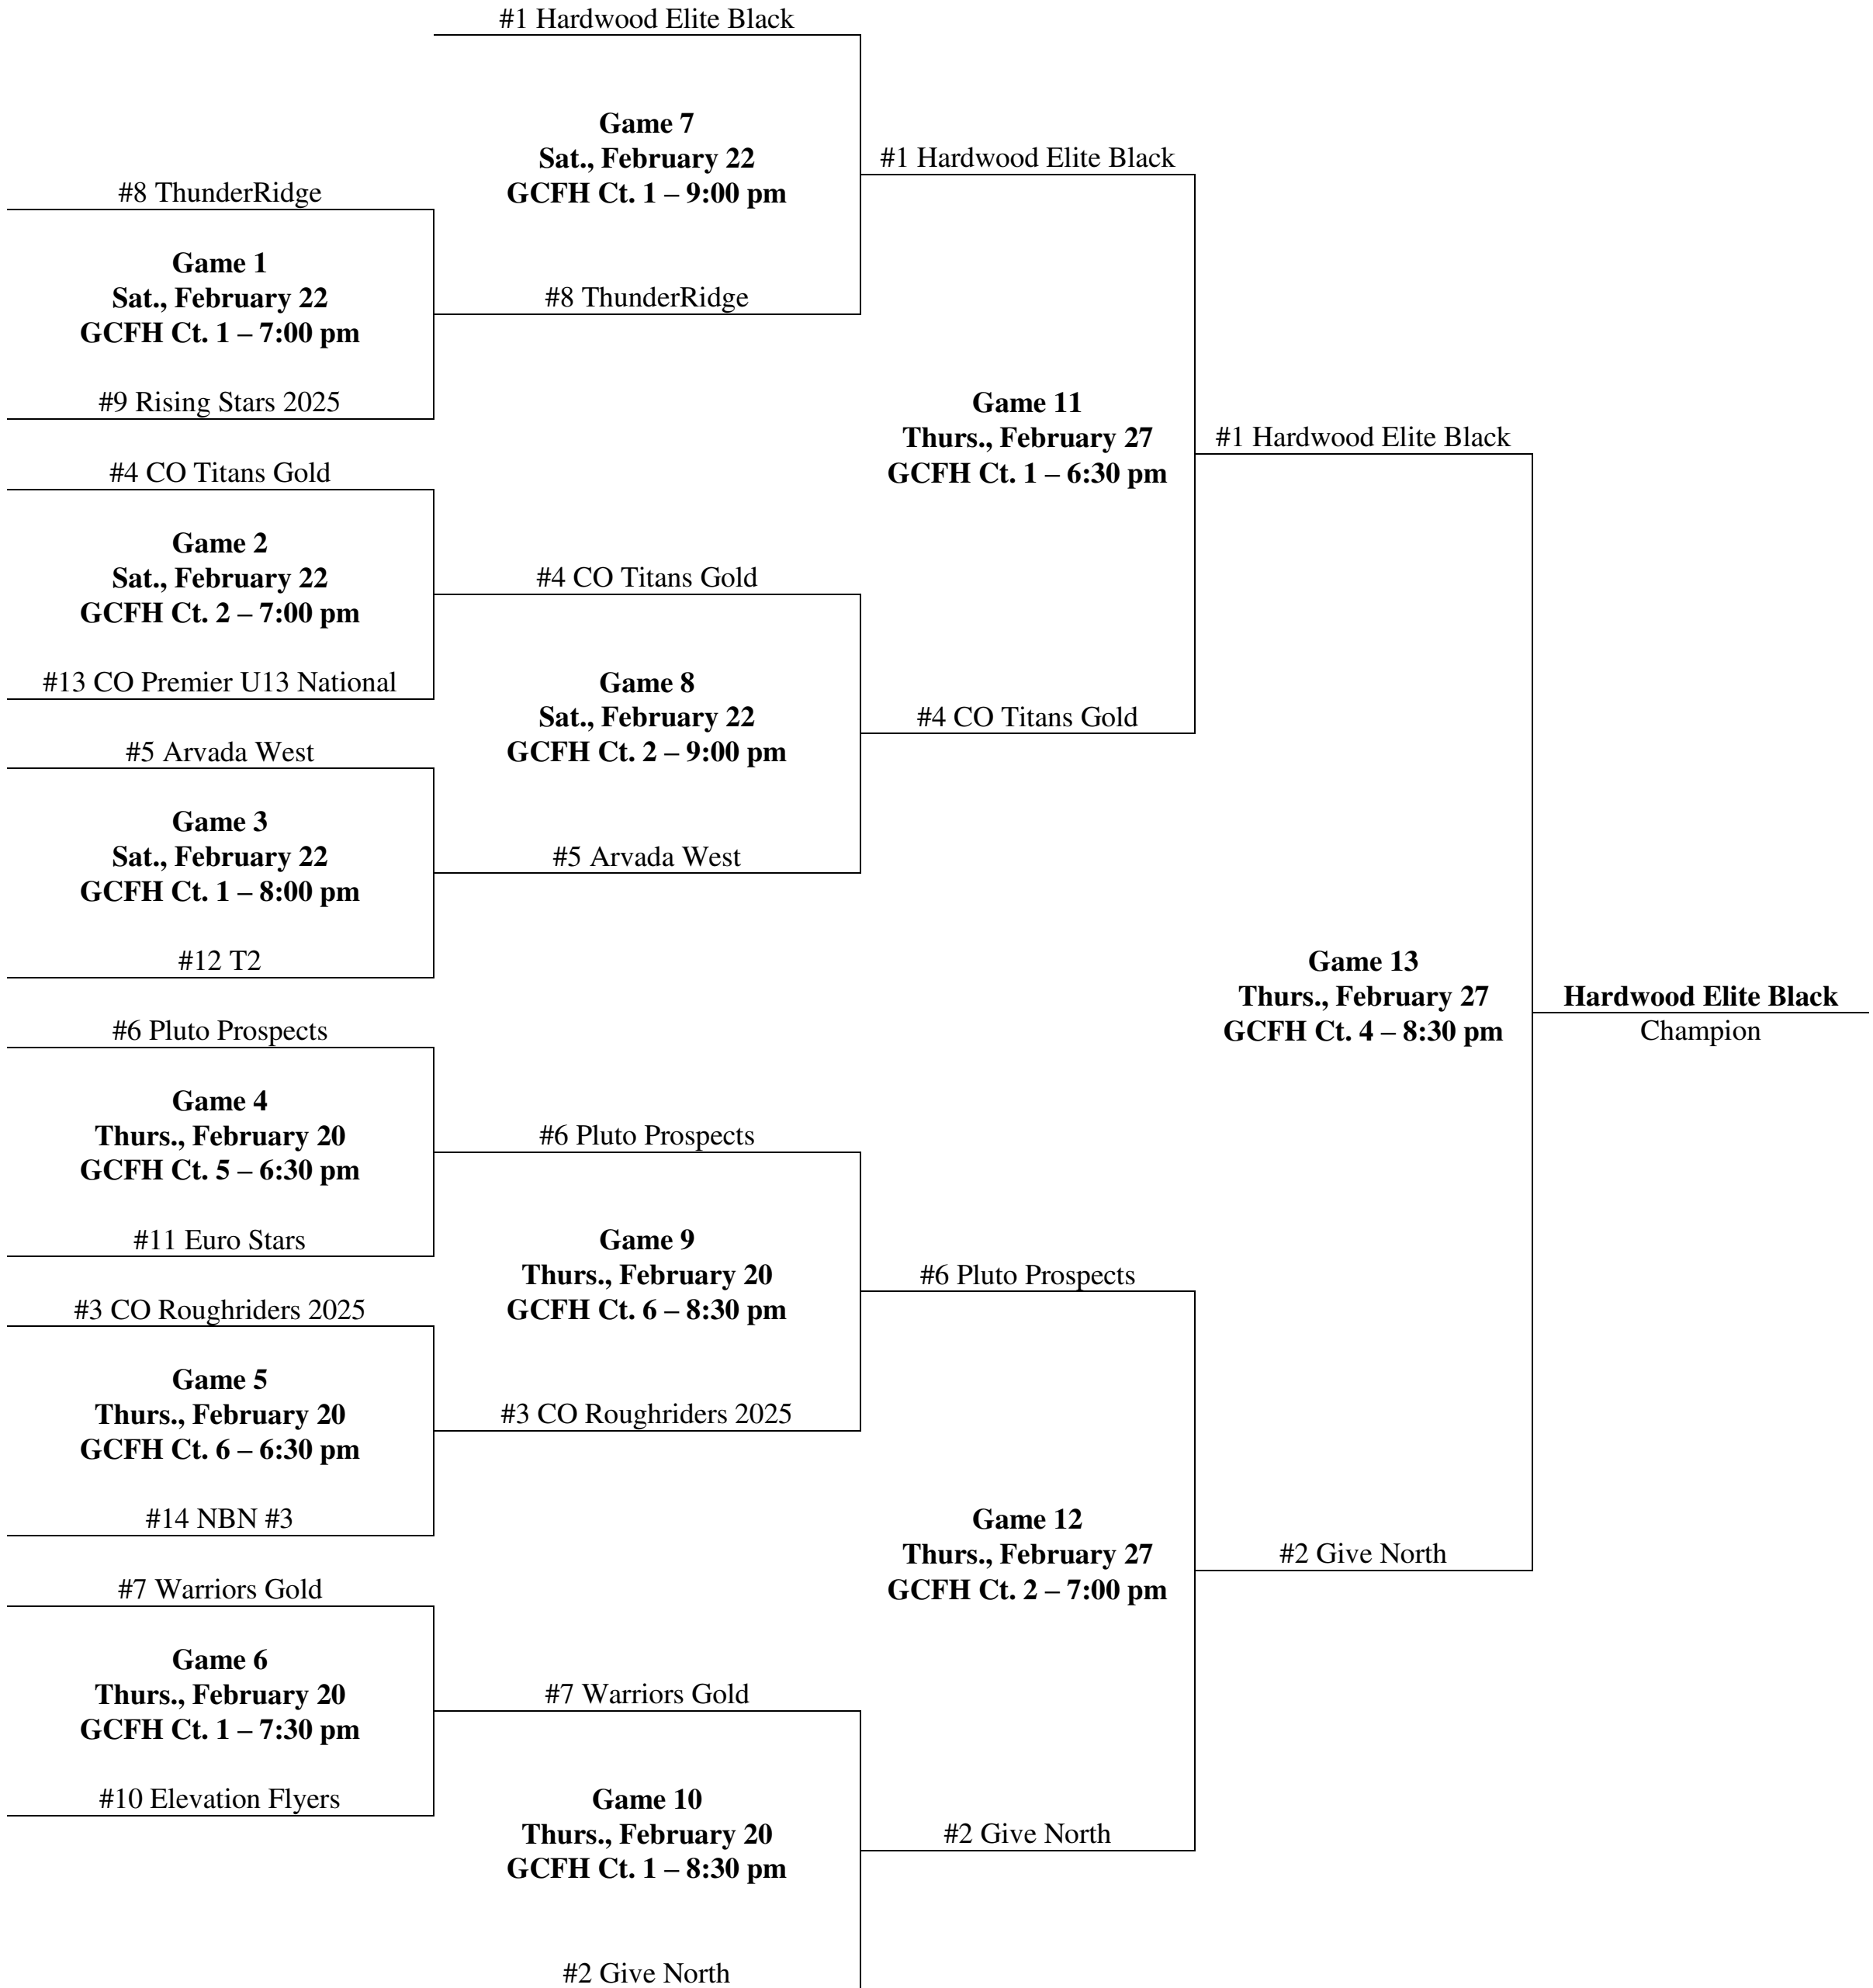 #1 Hardwood Elite Black
Game 7
Sat., February 22
GCFH Ct. 1 – 9:00 pm
#1 Hardwood Elite Black
#8 ThunderRidge
Game 1
Sat., February 22
GCFH Ct. 1 – 7:00 pm
#8 ThunderRidge
#9 Rising Stars 2025
Game 11
Thurs., February 27
GCFH Ct. 1 – 6:30 pm
#1 Hardwood Elite Black
#4 CO Titans Gold
Game 2
Sat., February 22
GCFH Ct. 2 – 7:00 pm
#4 CO Titans Gold
#13 CO Premier U13 National
Game 8
Sat., February 22
GCFH Ct. 2 – 9:00 pm
#4 CO Titans Gold
#5 Arvada West
Game 3
Sat., February 22
GCFH Ct. 1 – 8:00 pm
#5 Arvada West
#12 T2
Game 13
Thurs., February 27
GCFH Ct. 4 – 8:30 pm
Hardwood Elite Black
Champion
#6 Pluto Prospects
Game 4
Thurs., February 20
GCFH Ct. 5 – 6:30 pm
#6 Pluto Prospects
#11 Euro Stars
Game 9
Thurs., February 20
GCFH Ct. 6 – 8:30 pm
#6 Pluto Prospects
#3 CO Roughriders 2025
Game 5
Thurs., February 20
GCFH Ct. 6 – 6:30 pm
#3 CO Roughriders 2025
#14 NBN #3
Game 12
Thurs., February 27
GCFH Ct. 2 – 7:00 pm
#2 Give North
#7 Warriors Gold
Game 6
Thurs., February 20
GCFH Ct. 1 – 7:30 pm
#7 Warriors Gold
#10 Elevation Flyers
Game 10
Thurs., February 20
GCFH Ct. 1 – 8:30 pm
#2 Give North
#2 Give North